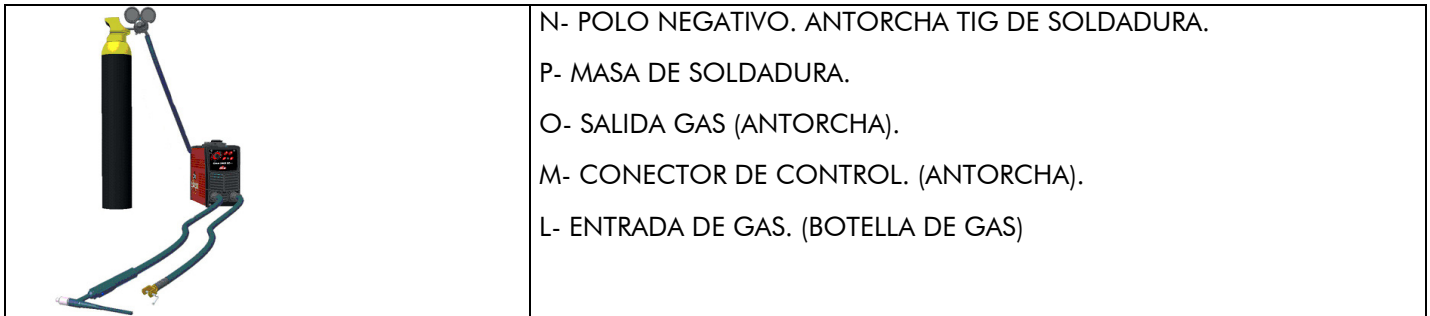 N- POLO NEGATIVO. ANTORCHA TIG DE SOLDADURA.
P- MASA DE SOLDADURA.
O- SALIDA GAS (ANTORCHA).
M- CONECTOR DE CONTROL. (ANTORCHA).
L- ENTRADA DE GAS. (BOTELLA DE GAS)